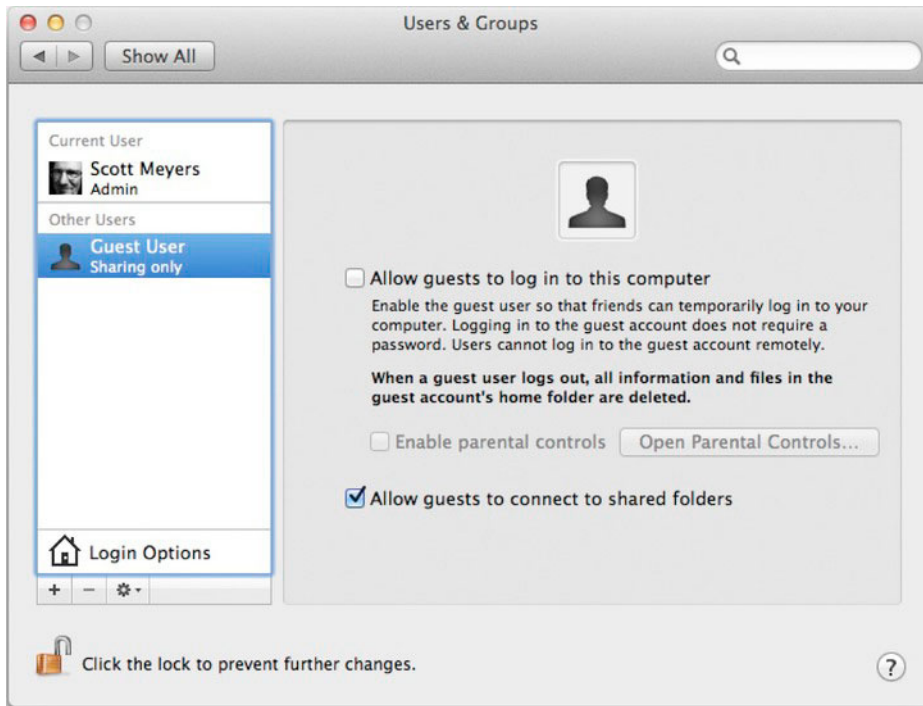 Users & Groups
Show All
Current User
Scott Meyers
Admin
Other Users
Guest User
Sharing only
Login Options
+ −
Allow guests to log in to this computer
Enable the guest user so that friends can temporarily log in to your
computer. Logging in to the guest account does not require a
password. Users cannot log in to the guest account remotely.
When a guest user logs out, all information and files in the
guest account's home folder are deleted.
Enable parental controls Open Parental Controls...
Allow guests to connect to shared folders
Click the lock to prevent further changes.
?